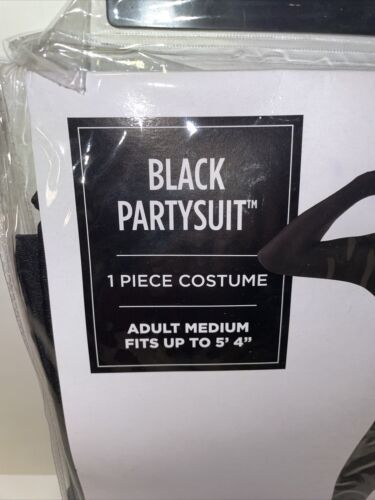 BLACK
PARTYSUIT™
1 PIECE COSTUME
ADULT MEDIUM
FITS UP TO 5' 4"